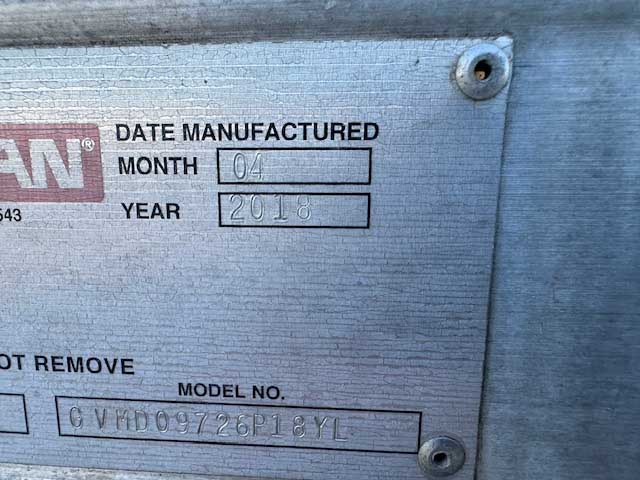 AN®
DATE MANUFACTURED
MONTH 04
543
YEAR 2018
OT REMOVE
MODEL NO.
GVMD09726P18YL